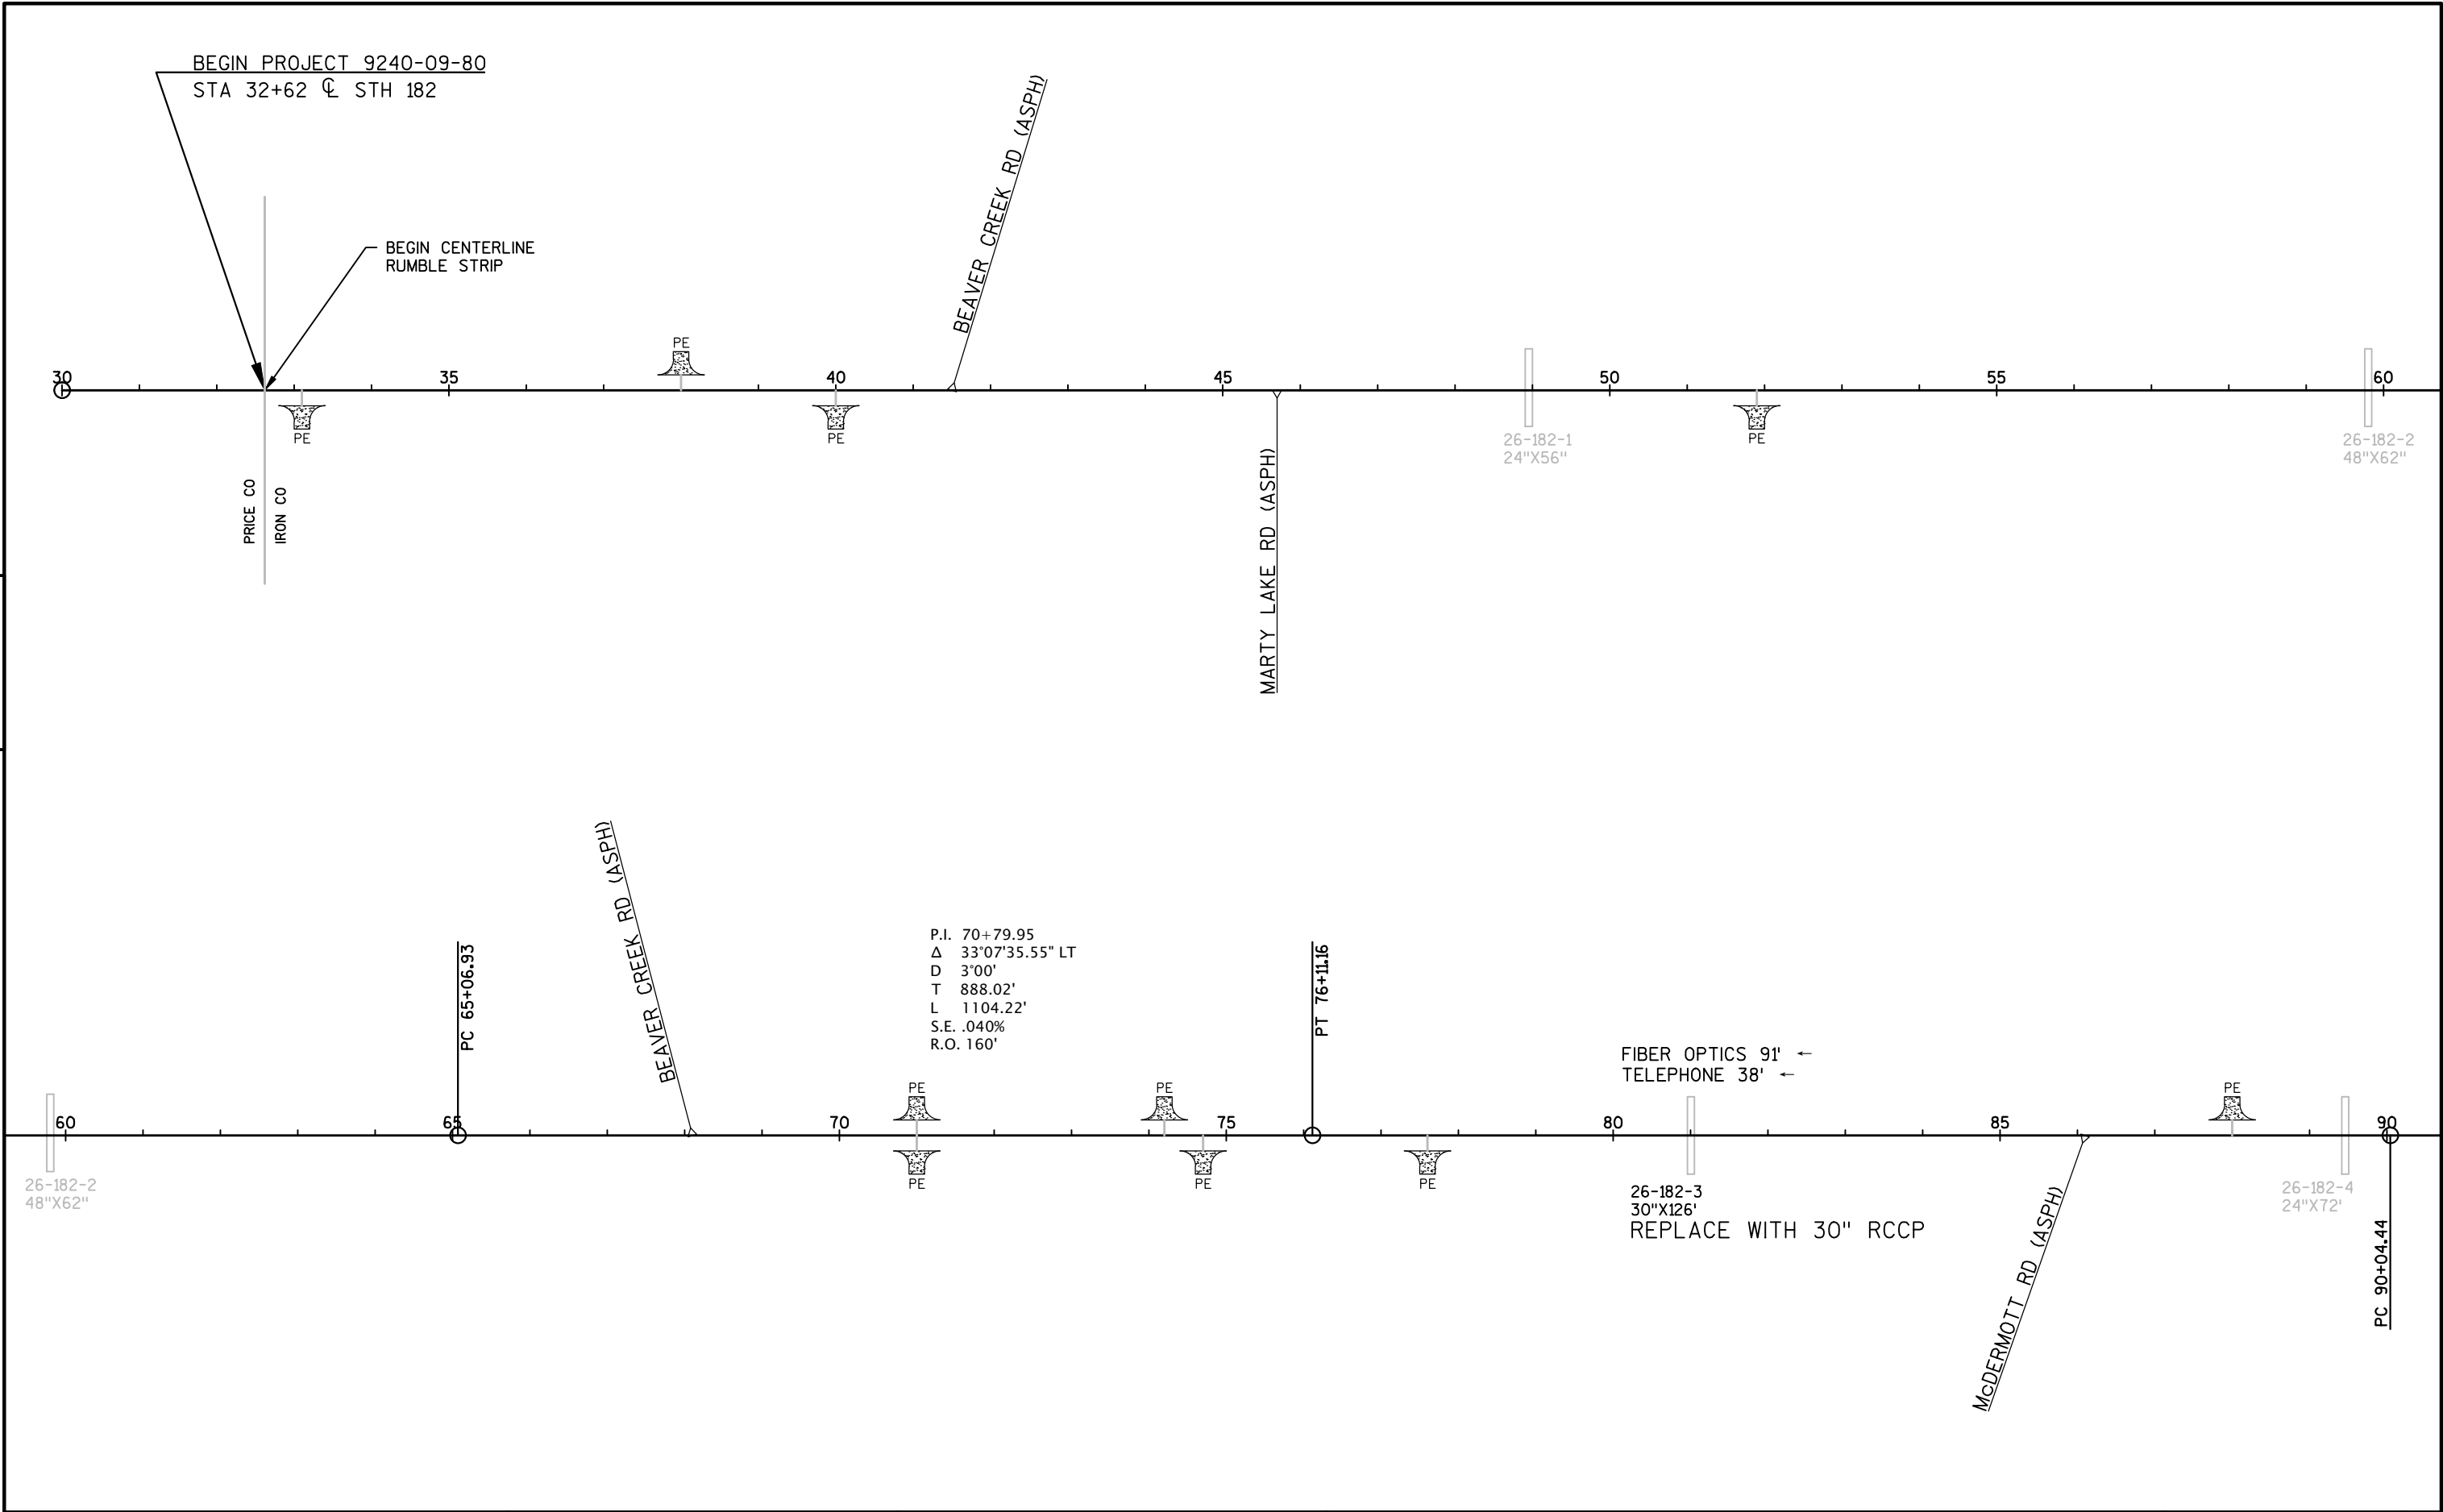 BEGIN PROJECT 9240-09-80
STA 32+62 ℄ STH 182
BEAVER CREEK RD (ASPH)
BEGIN CENTERLINE
RUMBLE STRIP
PE
30
35
40
45
50
55
60
PE
PE
PE
26-182-1
24"X56"
26-182-2
48"X62"
PRICE CO
IRON CO
MARTY LAKE RD (ASPH)
BEAVER CREEK RD (ASPH)
P.I. 70+79.95
Δ 33°07'35.55" LT
D 3°00'
T 888.02'
L 1104.22'
S.E. .040%
R.O. 160'
PC 65+06.93
PT 76+11.16
FIBER OPTICS 91' ←
TELEPHONE 38' ←
PE
PE
PE
60
65
70
75
80
85
90
PE
PE
PE
26-182-2
48"X62"
26-182-3
30"X126'
REPLACE WITH 30" RCCP
26-182-4
24"X72'
McDERMOTT RD (ASPH)
PC 90+04.44